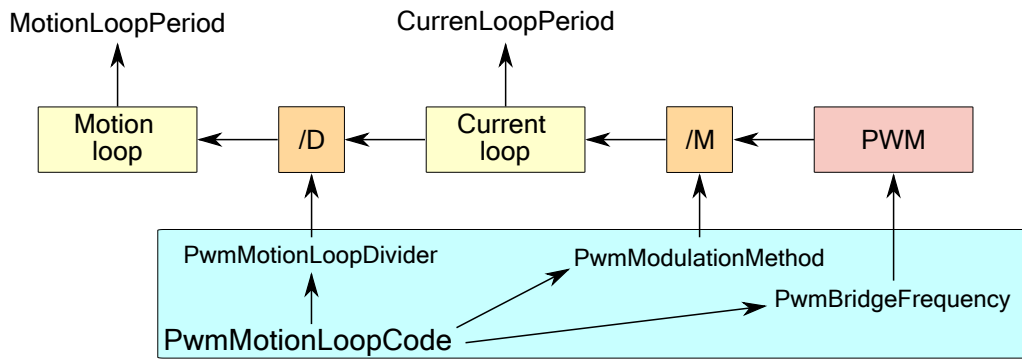 MotionLoopPeriod
CurrenLoopPeriod
Motion
loop
/D
Current
loop
/M
PWM
PwmMotionLoopDivider
PwmModulationMethod
PwmBridgeFrequency
PwmMotionLoopCode